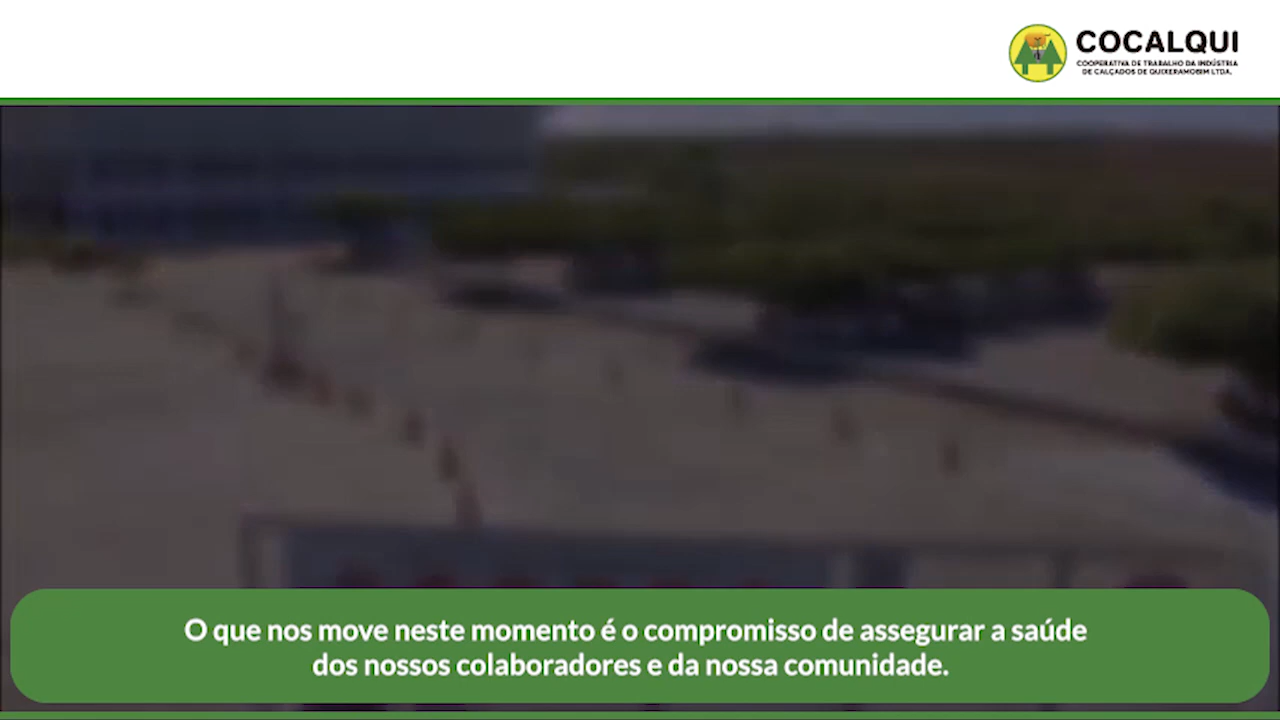 COCALQUI
COOPERATIVA DE TRABALHO DA INDÚSTRIA
DE CALÇADOS DE QUIXERAMOBIM LTDA.
O que nos move neste momento é o compromisso de assegurar a saúde
dos nossos colaboradores e da nossa comunidade.